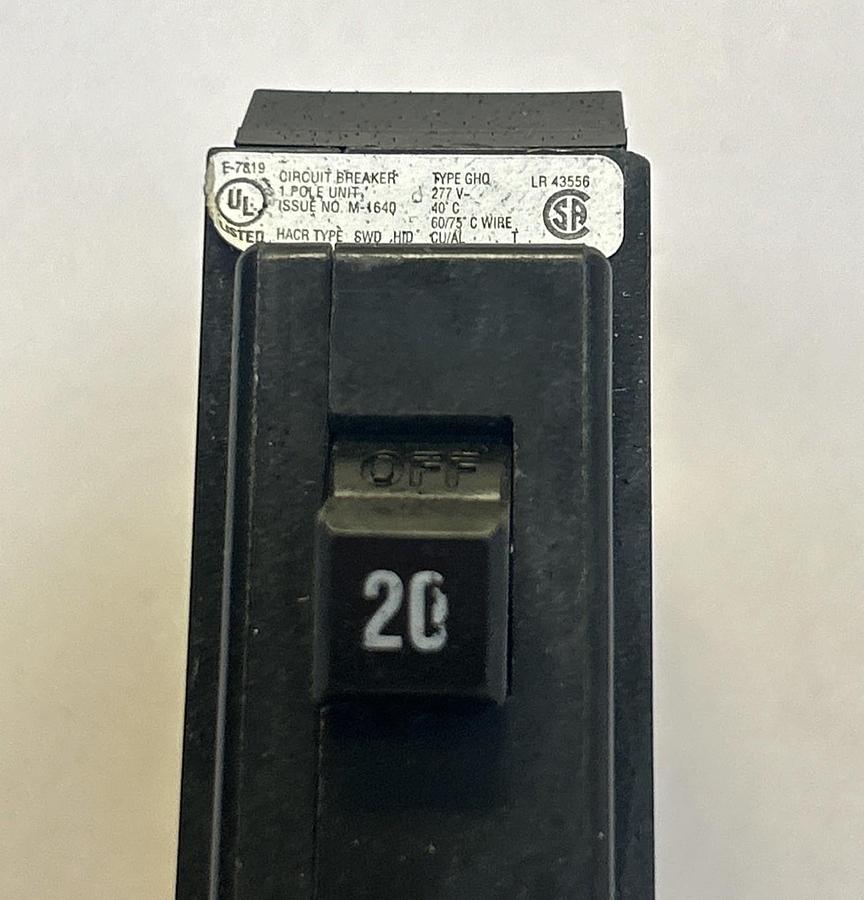 E-7819 CIRCUIT BREAKER TYPE GHQ LR 43556
1 POLE UNIT 277 V~
UL ISSUE NO. M-1640 40°C SA
60/75°C WIRE
LISTED HACR TYPE SWD HID CU/AL T
OFF
20